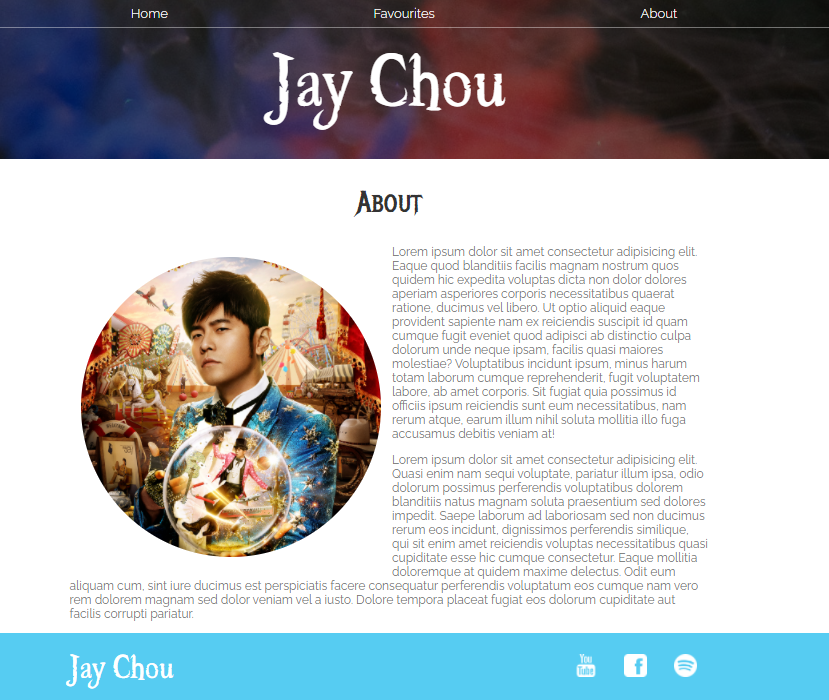 Home Favourites About
Jay Chou
About
Lorem ipsum dolor sit amet consectetur adipisicing elit.
Eaque quod blanditiis facilis magnam nostrum quos
quidem hic expedita voluptas dicta non dolor dolores
aperiam asperiores corporis necessitatibus quaerat
ratione, ducimus vel libero. Ut optio aliquid eaque
provident sapiente nam ex reiciendis suscipit id quam
cumque fugit eveniet quod adipisci ab distinctio culpa
dolorum unde neque ipsam, facilis quasi maiores
molestiae? Voluptatibus incidunt ipsum, minus harum
totam laborum cumque reprehenderit, fugit voluptatem
labore, ab amet corporis. Sit fugiat quia possimus id
officiis ipsum reiciendis sunt eum necessitatibus, nam
rerum atque, earum illum nihil soluta mollitia illo fuga
accusamus debitis veniam at!
Lorem ipsum dolor sit amet consectetur adipisicing elit.
Quasi enim nam sequi voluptate, pariatur illum ipsa, odio
dolorum possimus perferendis voluptatibus dolorem
blanditiis natus magnam soluta praesentium sed dolores
impedit. Saepe laborum ad laboriosam sed non ducimus
rerum eos incidunt, dignissimos perferendis similique,
qui sit enim amet reiciendis voluptas necessitatibus quasi
cupiditate esse hic cumque consectetur. Eaque mollitia
doloremque at quidem maxime delectus. Odit eum
aliquam cum, sint iure ducimus est perspiciatis facere consequatur perferendis voluptatum eos cumque nam vero
rem dolorem magnam sed dolor veniam vel a iusto. Dolore tempora placeat fugiat eos dolorum cupiditate aut
facilis corrupti pariatur.
Jay Chou
You
Tube